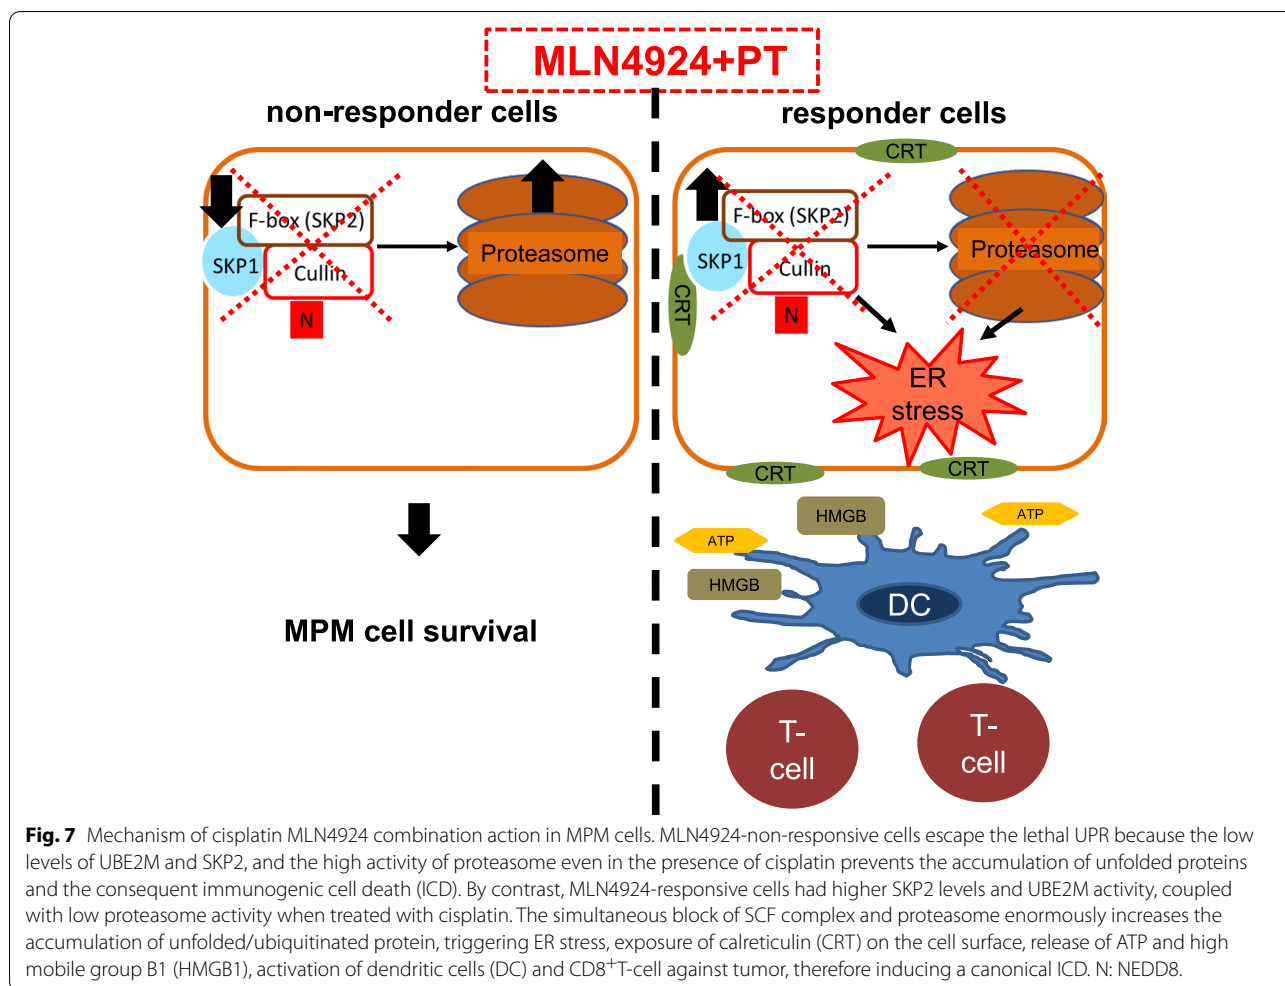 MLN4924+PT
non-responder cells
F-box (SKP2)
SKP1
Cullin
N
Proteasome
MPM cell survival
responder cells
CRT
F-box (SKP2)
SKP1
Cullin
CRT
N
Proteasome
ER
stress
CRT
CRT
HMGB
ATP
ATP
HMGB
DC
T-
cell
T-
cell
Fig. 7 Mechanism of cisplatin MLN4924 combination action in MPM cells. MLN4924-non-responsive cells escape the lethal UPR because the low
levels of UBE2M and SKP2, and the high activity of proteasome even in the presence of cisplatin prevents the accumulation of unfolded proteins
and the consequent immunogenic cell death (ICD). By contrast, MLN4924-responsive cells had higher SKP2 levels and UBE2M activity, coupled
with low proteasome activity when treated with cisplatin. The simultaneous block of SCF complex and proteasome enormously increases the
accumulation of unfolded/ubiquitinated protein, triggering ER stress, exposure of calreticulin (CRT) on the cell surface, release of ATP and high
mobile group B1 (HMGB1), activation of dendritic cells (DC) and CD8⁺T-cell against tumor, therefore inducing a canonical ICD. N: NEDD8.